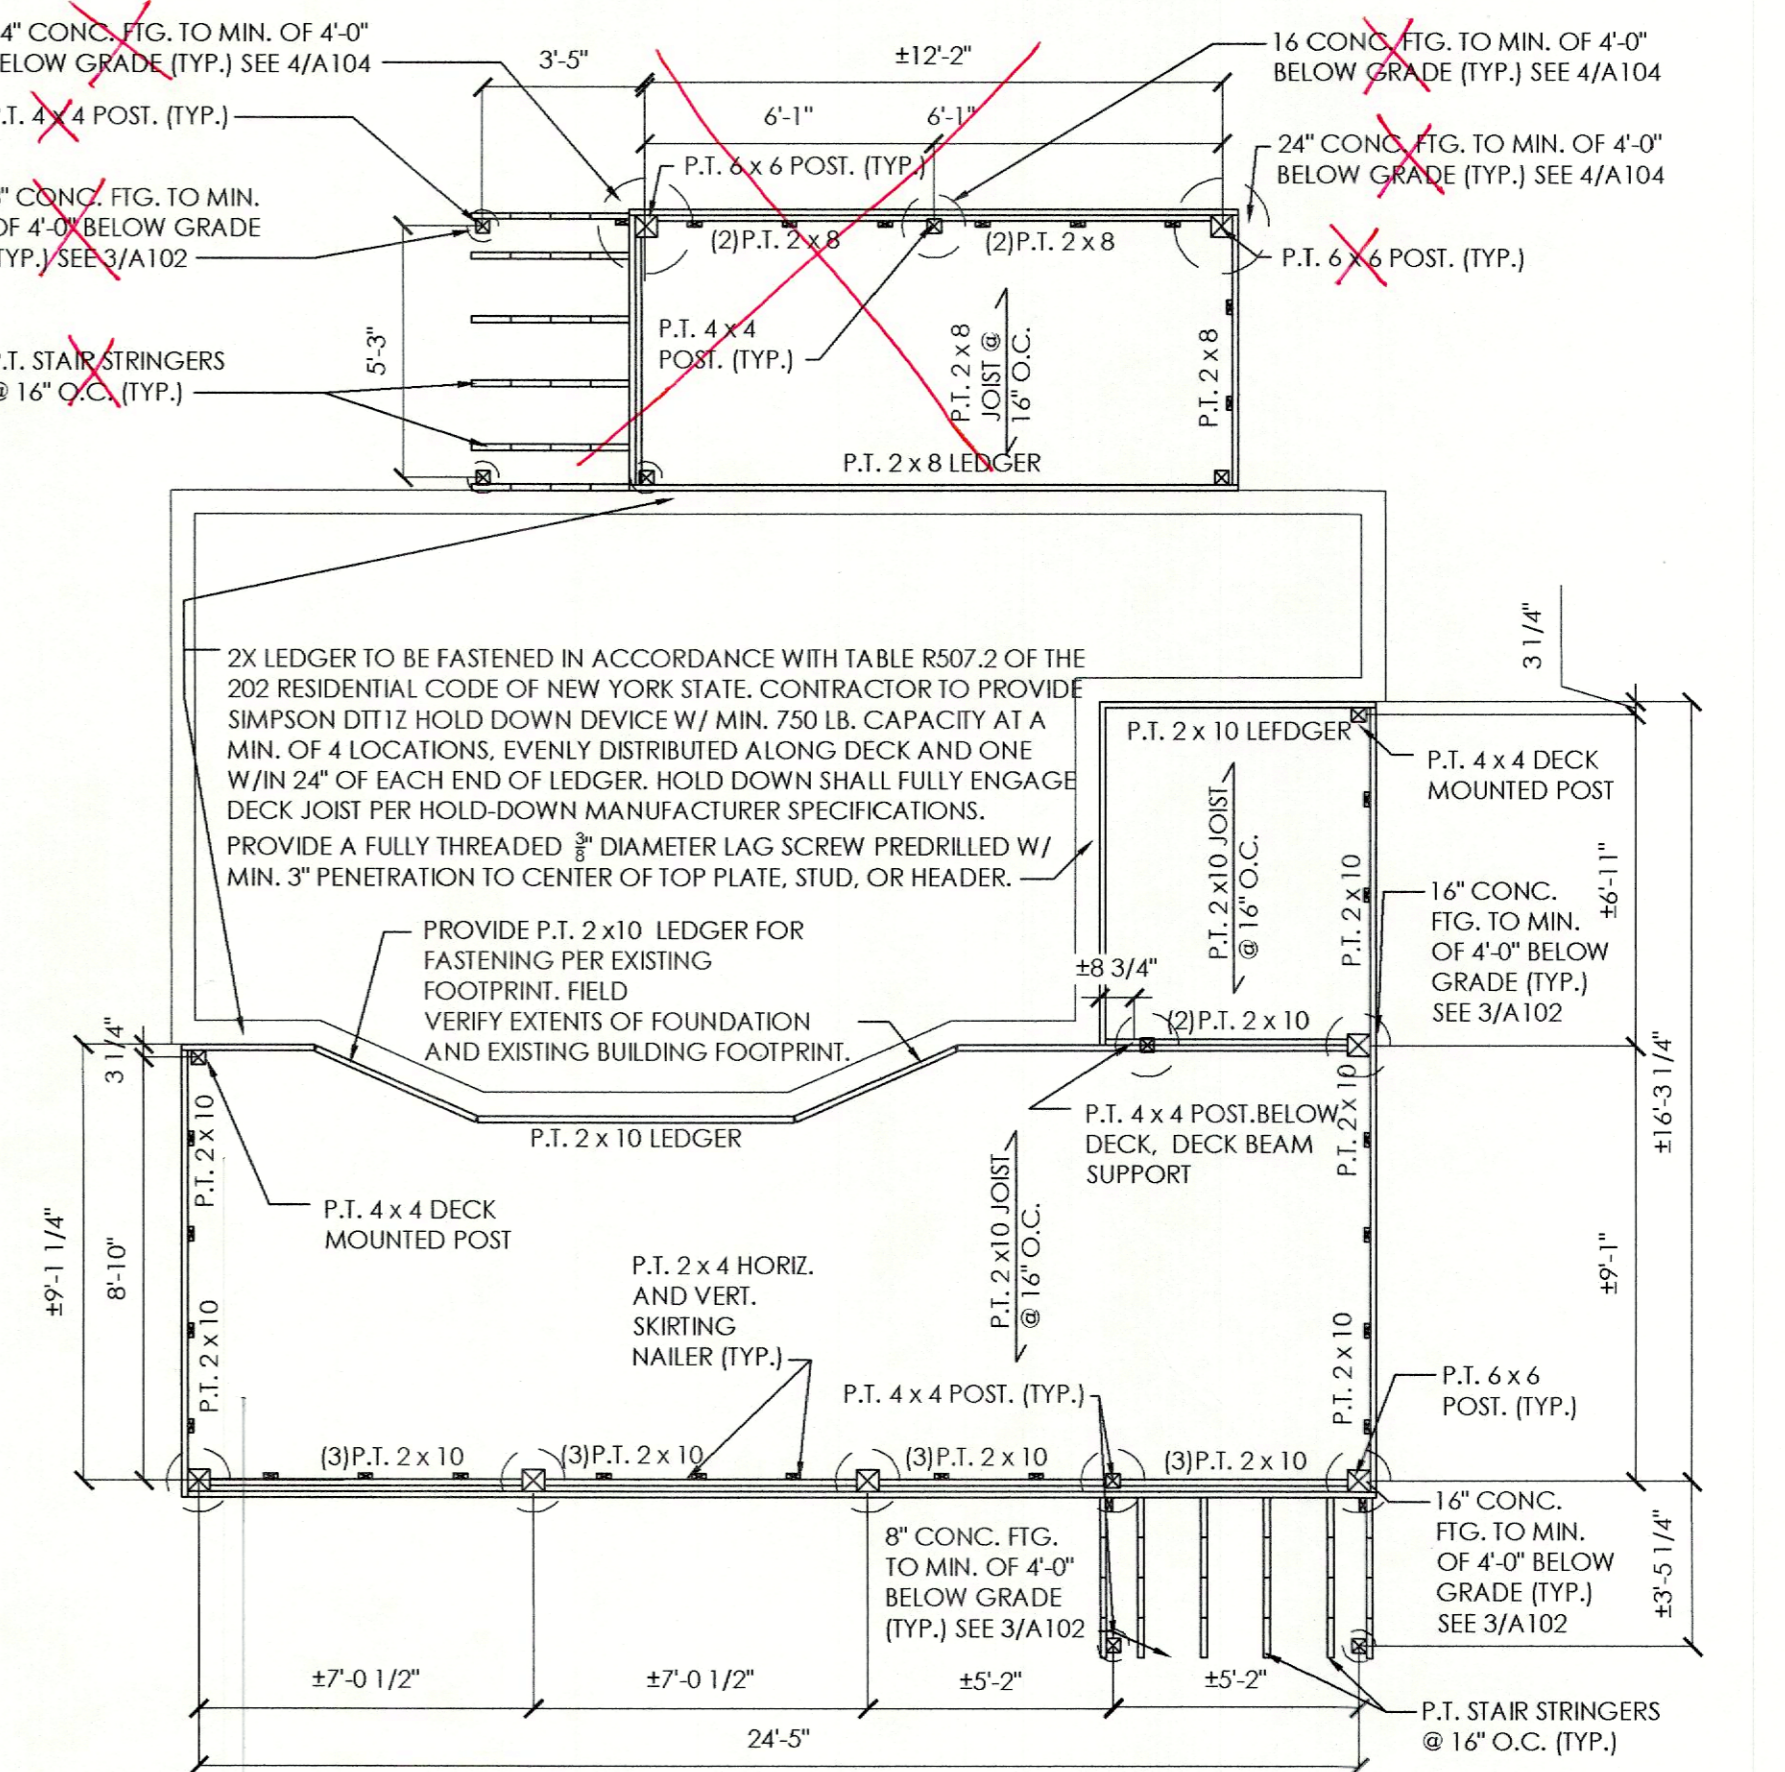 4" CONC. FTG. TO MIN. OF 4'-0"
ELOW GRADE (TYP.) SEE 4/A104
.T. 4 x 4 POST. (TYP.)
" CONC. FTG. TO MIN.
OF 4'-0" BELOW GRADE
TYP.) SEE 3/A102
P.T. STAIR STRINGERS
@ 16" O.C. (TYP.)
3'-5"
±12'-2"
6'-1"
6'-1"
16 CONC. FTG. TO MIN. OF 4'-0"
BELOW GRADE (TYP.) SEE 4/A104
24" CONC. FTG. TO MIN. OF 4'-0"
BELOW GRADE (TYP.) SEE 4/A104
P.T. 6 x 6 POST. (TYP.)
P.T. 6 x 6 POST. (TYP.)
(2)P.T. 2 x 8
(2)P.T. 2 x 8
5'-3"
P.T. 4 x 4
POST. (TYP.)
P.T. 2 x 8
JOIST @
16" O.C.
P.T. 2 x 8
P.T. 2 x 8 LEDGER
2X LEDGER TO BE FASTENED IN ACCORDANCE WITH TABLE R507.2 OF THE
202 RESIDENTIAL CODE OF NEW YORK STATE. CONTRACTOR TO PROVIDE
SIMPSON DTT1Z HOLD DOWN DEVICE W/ MIN. 750 LB. CAPACITY AT A
MIN. OF 4 LOCATIONS, EVENLY DISTRIBUTED ALONG DECK AND ONE
W/IN 24" OF EACH END OF LEDGER. HOLD DOWN SHALL FULLY ENGAGE
DECK JOIST PER HOLD-DOWN MANUFACTURER SPECIFICATIONS.
PROVIDE A FULLY THREADED 3/8" DIAMETER LAG SCREW PREDRILLED W/
MIN. 3" PENETRATION TO CENTER OF TOP PLATE, STUD, OR HEADER.
3 1/4"
P.T. 2 x 10 LEFDGER
P.T. 4 x 4 DECK
MOUNTED POST
P.T. 2 x10 JOIST
@ 16" O.C.
P.T. 2 x 10
±6'-11"
16" CONC.
FTG. TO MIN.
OF 4'-0" BELOW
GRADE (TYP.)
SEE 3/A102
PROVIDE P.T. 2 x10 LEDGER FOR
FASTENING PER EXISTING
FOOTPRINT. FIELD
VERIFY EXTENTS OF FOUNDATION
AND EXISTING BUILDING FOOTPRINT.
±8 3/4"
(2)P.T. 2 x 10
3 1/4"
±16'-3 1/4"
P.T. 2 x 10
P.T. 2 x 10 LEDGER
P.T. 4 x 4 POST.BELOW
DECK, DECK BEAM
SUPPORT
P.T. 2 x 10
P.T. 4 x 4 DECK
MOUNTED POST
±9'-1 1/4"
8'-10"
P.T. 2 x10 JOIST
@ 16" O.C.
±9'-1"
P.T. 2 x 4 HORIZ.
AND VERT.
SKIRTING
NAILER (TYP.)
P.T. 2 x 10
P.T. 2 x 10
P.T. 4 x 4 POST. (TYP.)
P.T. 6 x 6
POST. (TYP.)
(3)P.T. 2 x 10
(3)P.T. 2 x 10
(3)P.T. 2 x 10
(3)P.T. 2 x 10
8" CONC. FTG.
TO MIN. OF 4'-0"
BELOW GRADE
(TYP.) SEE 3/A102
16" CONC.
FTG. TO MIN.
OF 4'-0" BELOW
GRADE (TYP.)
SEE 3/A102
±3'-5 1/4"
±7'-0 1/2"
±7'-0 1/2"
±5'-2"
±5'-2"
P.T. STAIR STRINGERS
@ 16" O.C. (TYP.)
24'-5"